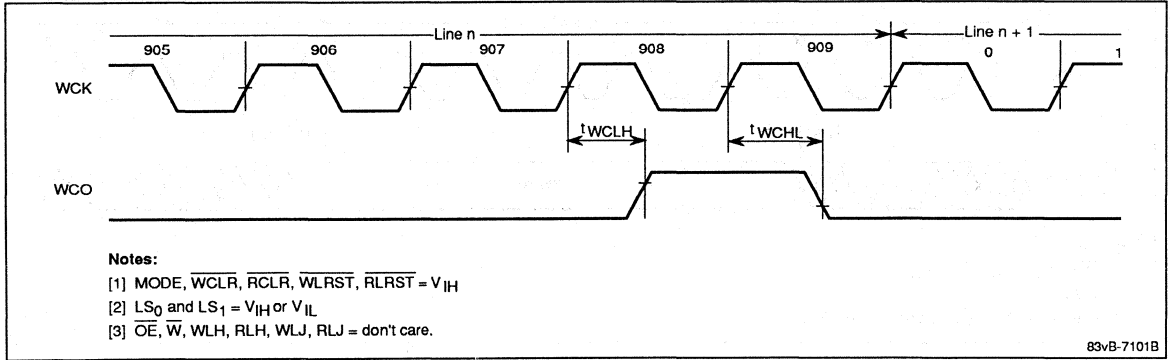 Line n
Line n + 1
905 906 907 908 909 0 1
WCK
tWCLH tWCHL
WCO
Notes:
[1] MODE, WCLR, RCLR, WLRST, RLRST = VIH
[2] LS0 and LS1 = VIH or VIL
[3] OE, W, WLH, RLH, WLJ, RLJ = don't care.
83vB-7101B